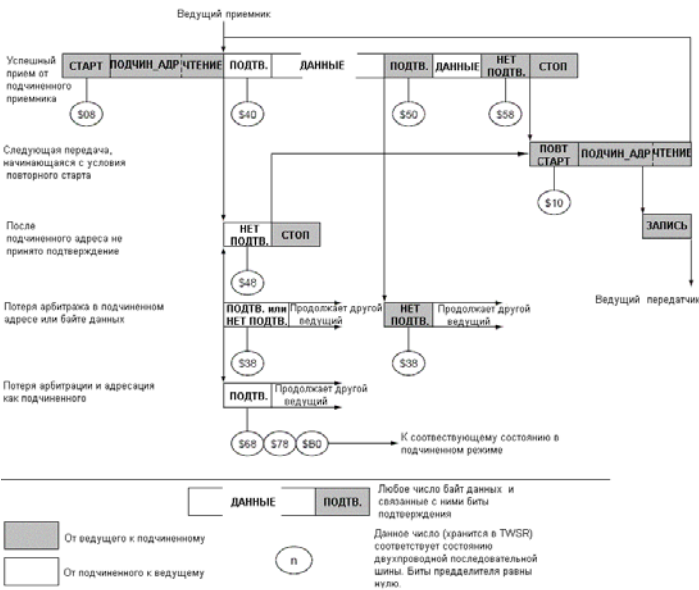 Ведущий приемник
Успешный
прием от
подчиненного
приемника
СТАРТ ПОДЧИН_АДР ЧТЕНИЕ ПОДТВ. ДАННЫЕ ПОДТВ. ДАННЫЕ НЕТ ПОДТВ. СТОП
$08 $40 $50 $58
Следующая передача,
начинающаяся с условия
повторного старта
ПОВТ СТАРТ ПОДЧИН_АДР ЧТЕНИЕ
$10
После
подчиненного адреса не
принято подтверждение
НЕТ ПОДТВ. СТОП
ЗАПИСЬ
$48
Ведущий передатчик
Потеря арбитража в подчиненном
адресе или байте данных
ПОДТВ. или
НЕТ ПОДТВ.
Продолжает другой
ведущий
НЕТ
ПОДТВ.
Продолжает другой
ведущий
$38 $38
Потеря арбитрации и адресация
как подчиненного
ПОДТВ.
Продолжает другой
ведущий
$68 $78 $B0
К соотвествующему состоянию в
подчиненном режиме
ДАННЫЕ ПОДТВ.
Любое число байт данных и
связанные с ними биты
подтверждения
От ведущего к подчиненному
От подчиненного к ведущему
n
Данное число (хранится в TWSR)
соответствует состоянию
двухпроводной последовательной
шины. Биты предделителя равны
нулю.